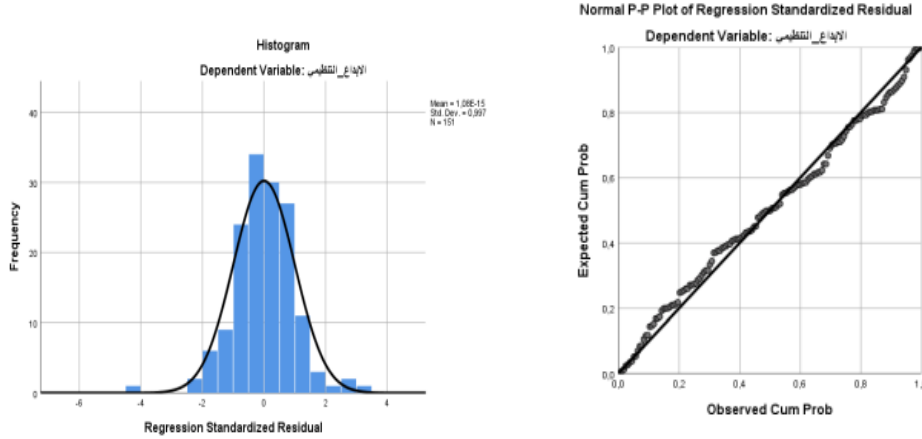 Histogram
Dependent Variable: الابداع_التنظيمي
Mean = 1,08E-15
Std. Dev. = 0,997
N = 151
40
30
20
10
0
Frequency
-6 -4 -2 0 2 4
Regression Standardized Residual
Normal P-P Plot of Regression Standardized Residual
Dependent Variable: الابداع_التنظيمي
1,0
0,8
0,6
0,4
0,2
0,0
Expected Cum Prob
0,0 0,2 0,4 0,6 0,8 1,
Observed Cum Prob